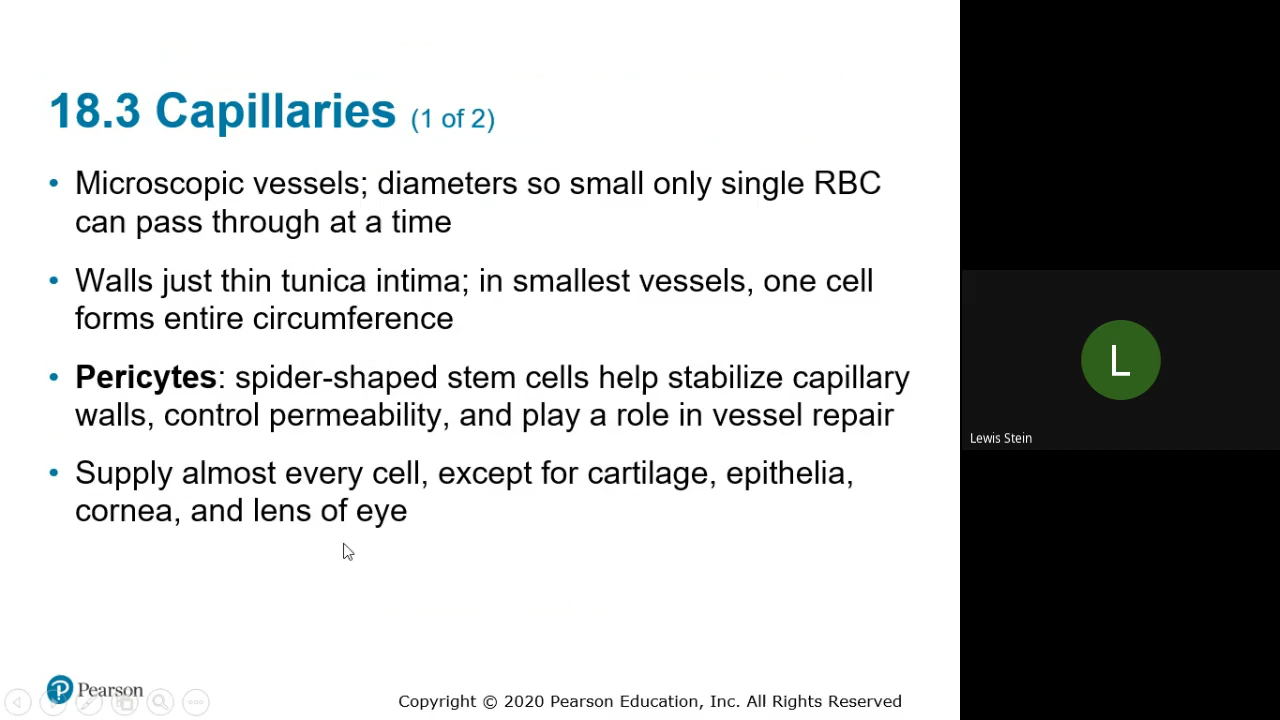 18.3 Capillaries (1 of 2)
• Microscopic vessels; diameters so small only single RBC
can pass through at a time
• Walls just thin tunica intima; in smallest vessels, one cell
forms entire circumference
• Pericytes: spider-shaped stem cells help stabilize capillary
walls, control permeability, and play a role in vessel repair
• Supply almost every cell, except for cartilage, epithelia,
cornea, and lens of eye
L
Lewis Stein
P Pearson
Copyright © 2020 Pearson Education, Inc. All Rights Reserved